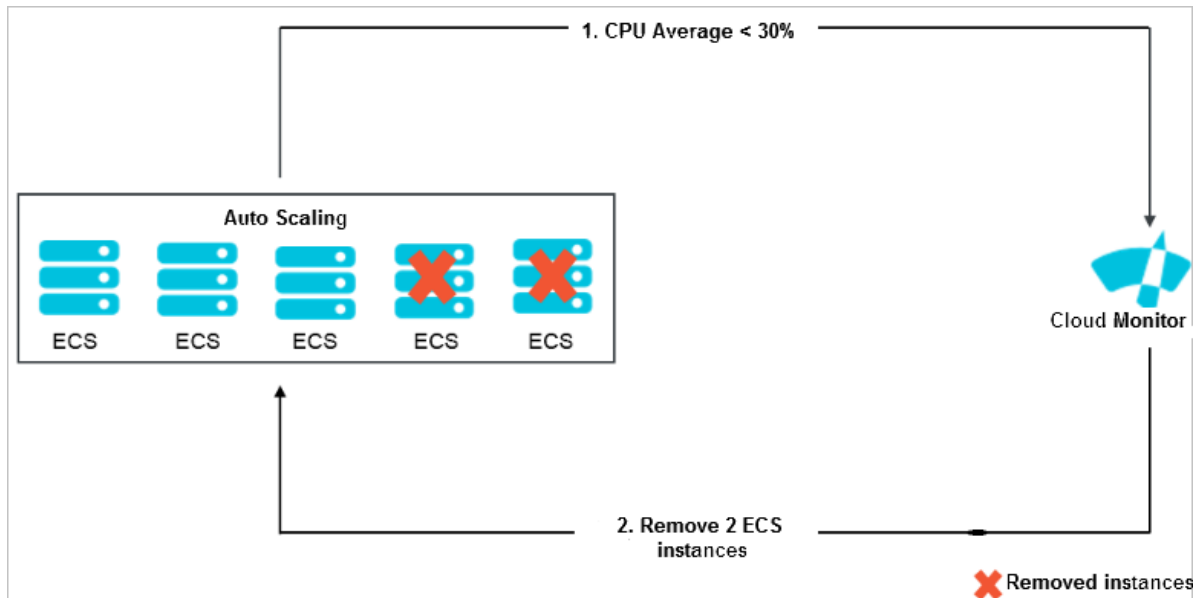 1. CPU Average < 30%
Auto Scaling
ECS
ECS
ECS
ECS
ECS
Cloud Monitor
2. Remove 2 ECS
instances
Removed instances